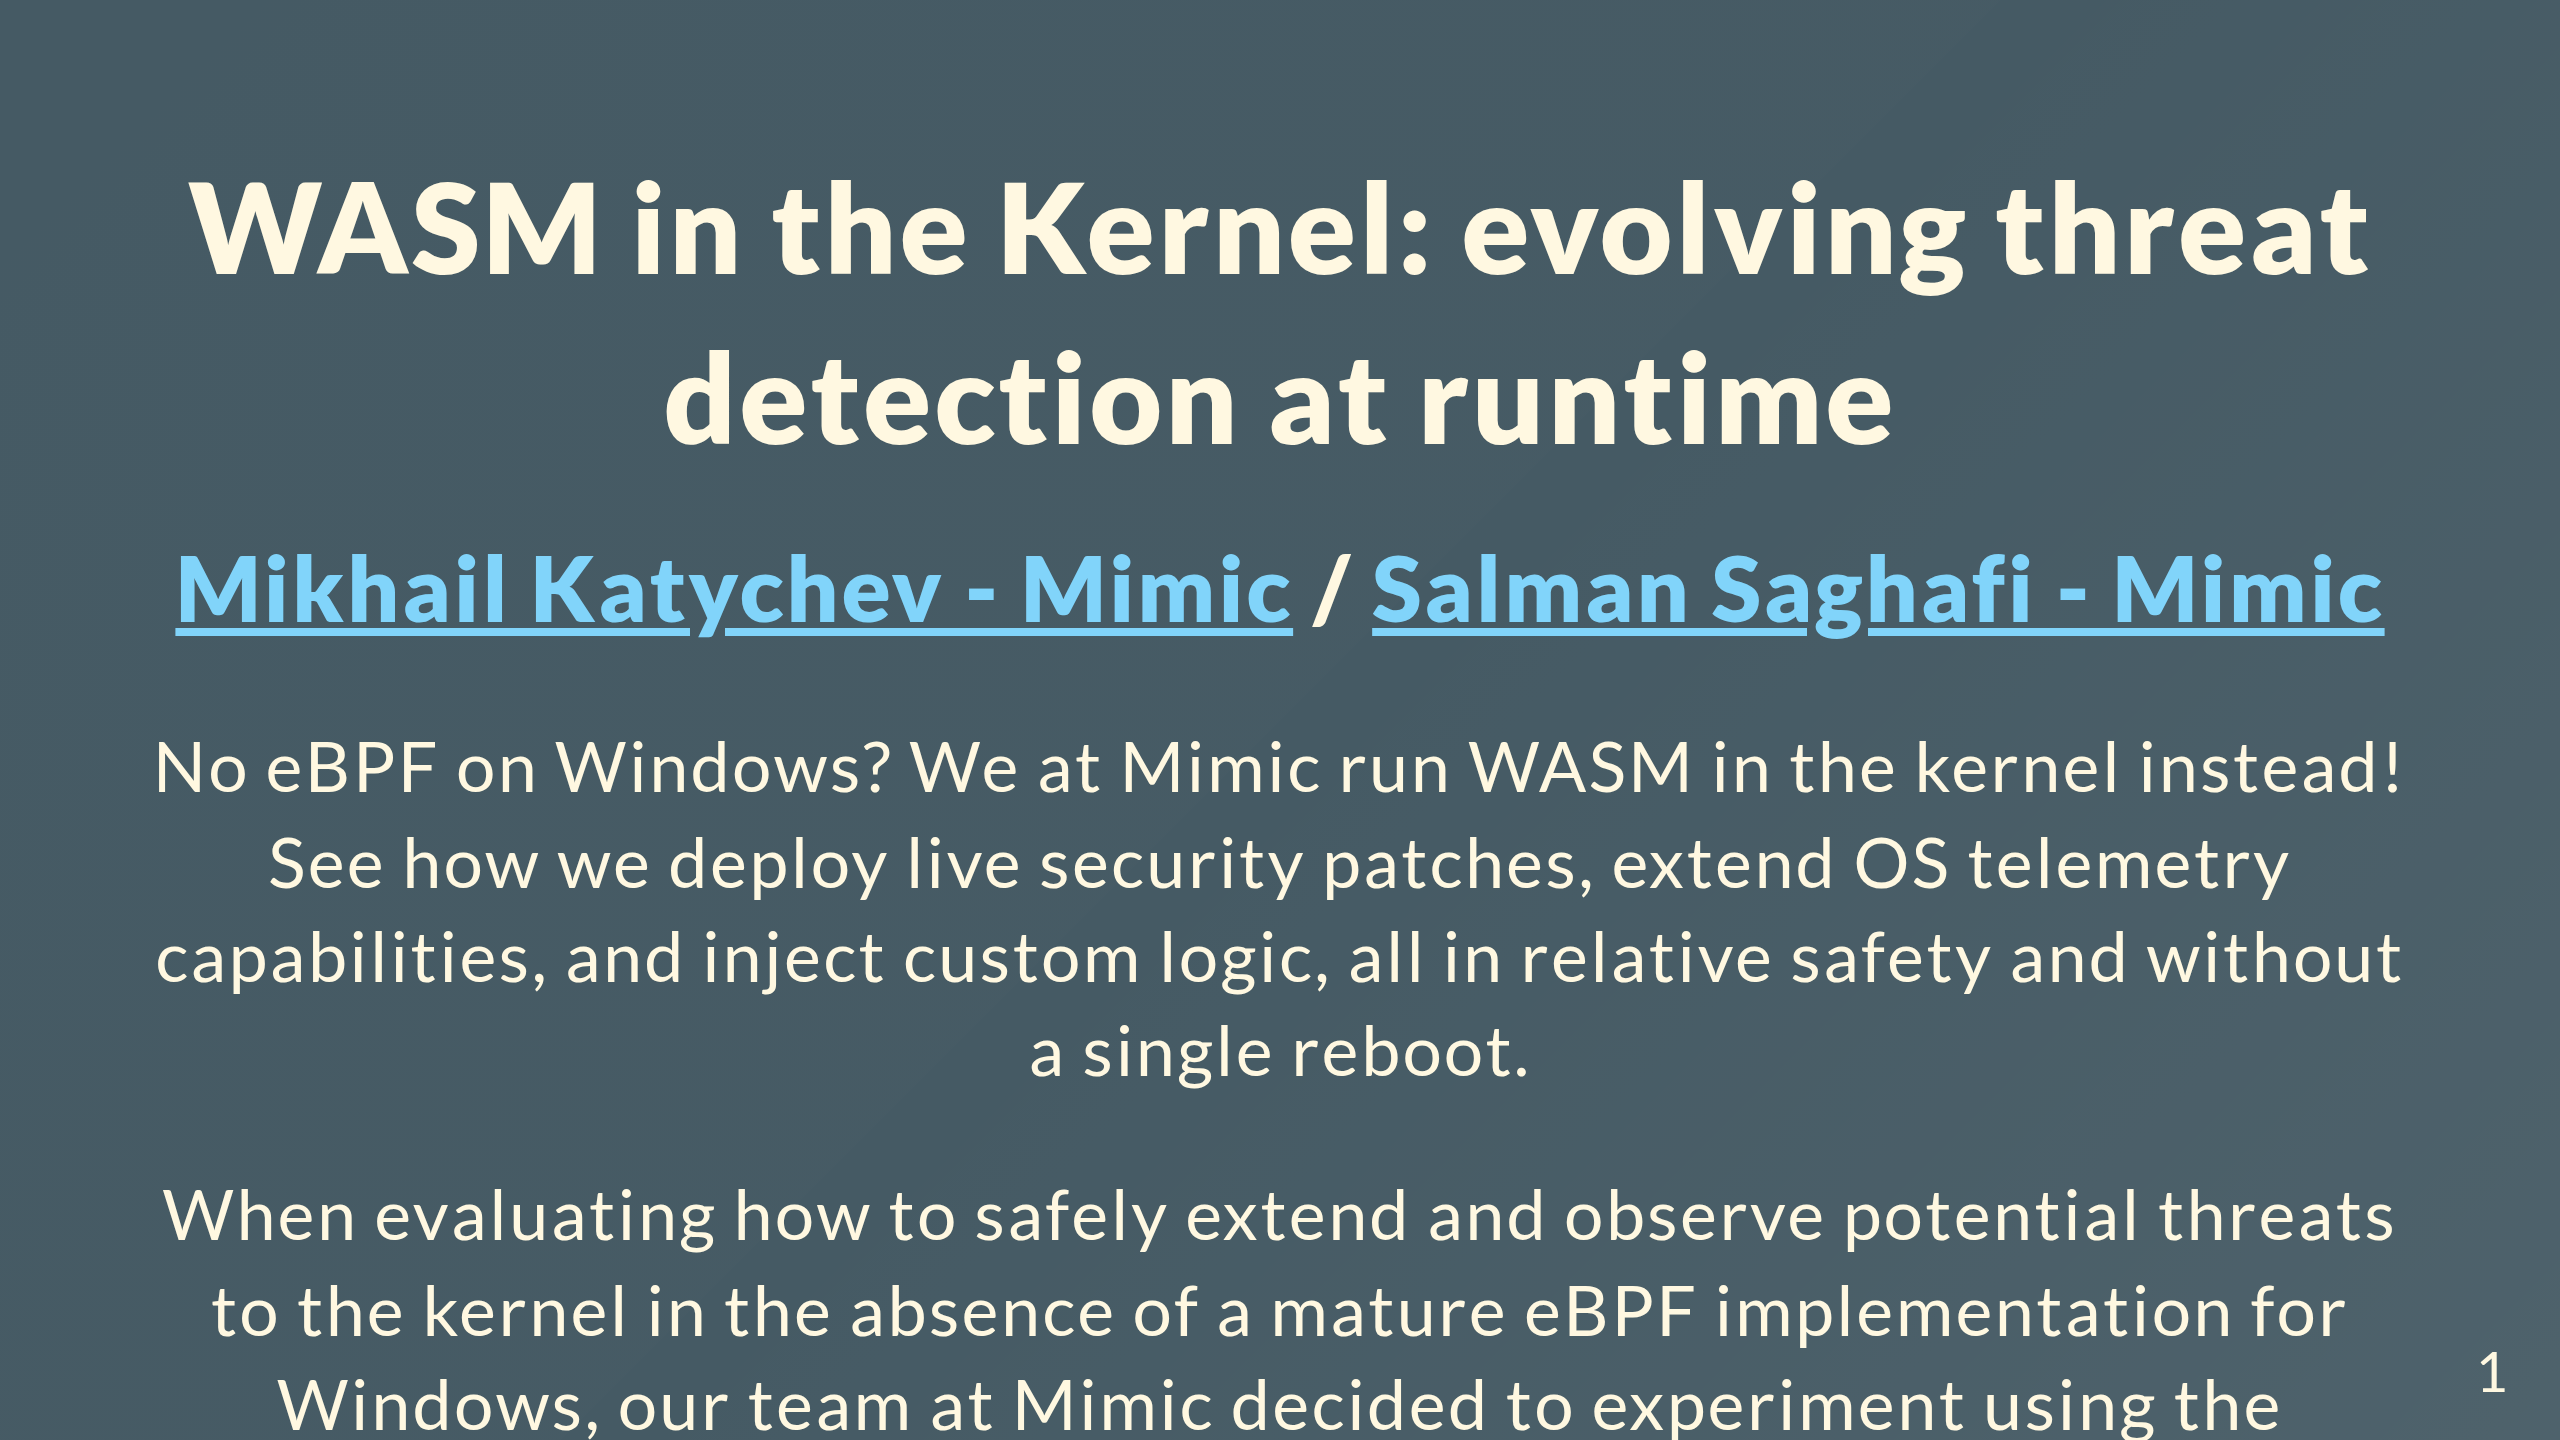 WASM in the Kernel: evolving threat
detection at runtime
Mikhail Katychev - Mimic / Salman Saghafi - Mimic
No eBPF on Windows? We at Mimic run WASM in the kernel instead!
See how we deploy live security patches, extend OS telemetry
capabilities, and inject custom logic, all in relative safety and without
a single reboot.
When evaluating how to safely extend and observe potential threats
to the kernel in the absence of a mature eBPF implementation for
Windows, our team at Mimic decided to experiment using the
1